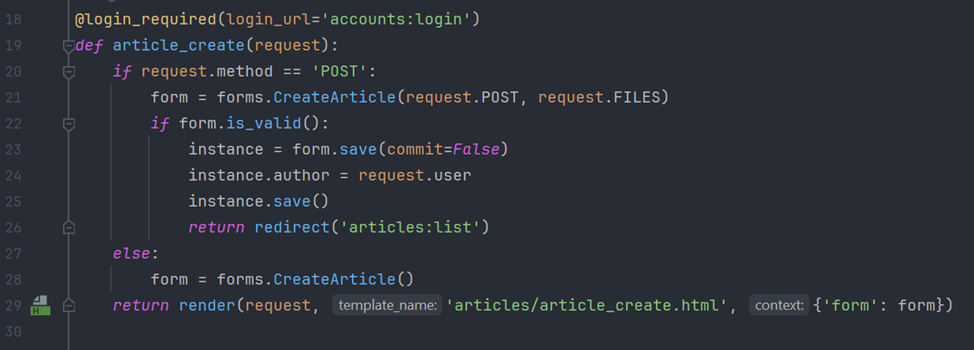 18 @login_required(login_url='accounts:login')
19 def article_create(request):
20 if request.method == 'POST':
21 form = forms.CreateArticle(request.POST, request.FILES)
22 if form.is_valid():
23 instance = form.save(commit=False)
24 instance.author = request.user
25 instance.save()
26 return redirect('articles:list')
27 else:
28 form = forms.CreateArticle()
29 H return render(request, template_name: 'articles/article_create.html', context: {'form': form})
30